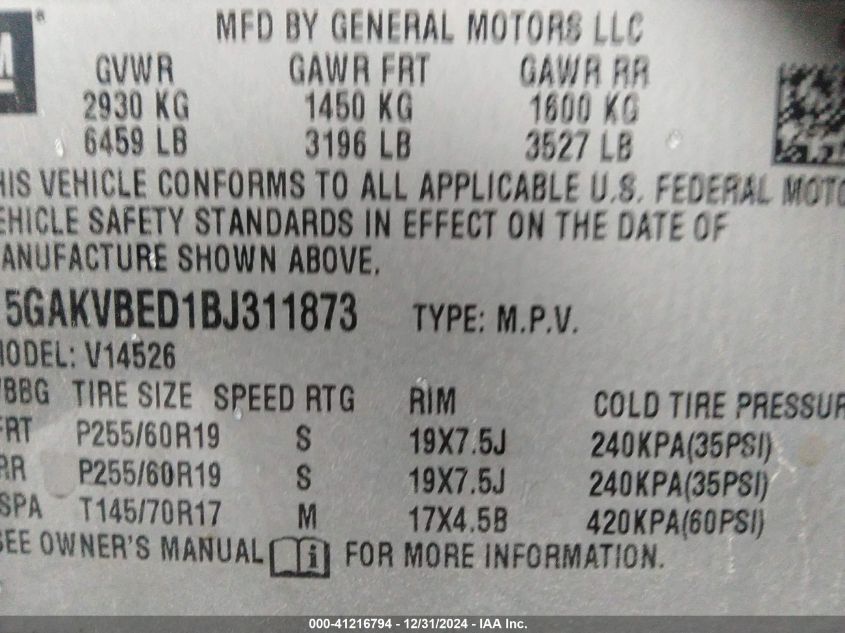 M®
MFD BY GENERAL MOTORS LLC
GVWR GAWR FRT GAWR RR
2930 KG 1450 KG 1600 KG
6459 LB 3196 LB 3527 LB
HIS VEHICLE CONFORMS TO ALL APPLICABLE U.S. FEDERAL MOTO
EHICLE SAFETY STANDARDS IN EFFECT ON THE DATE OF
ANUFACTURE SHOWN ABOVE.
5GAKVBED1BJ311873 TYPE: M.P.V.
MODEL: V14526
VBBG TIRE SIZE SPEED RTG RIM COLD TIRE PRESSUR
FRT P255/60R19 S 19X7.5J 240KPA(35PSI)
RR P255/60R19 S 19X7.5J 240KPA(35PSI)
SPA T145/70R17 M 17X4.5B 420KPA(60PSI)
SEE OWNER'S MANUAL i FOR MORE INFORMATION.
000-41216794 - 12/31/2024 - IAA Inc.